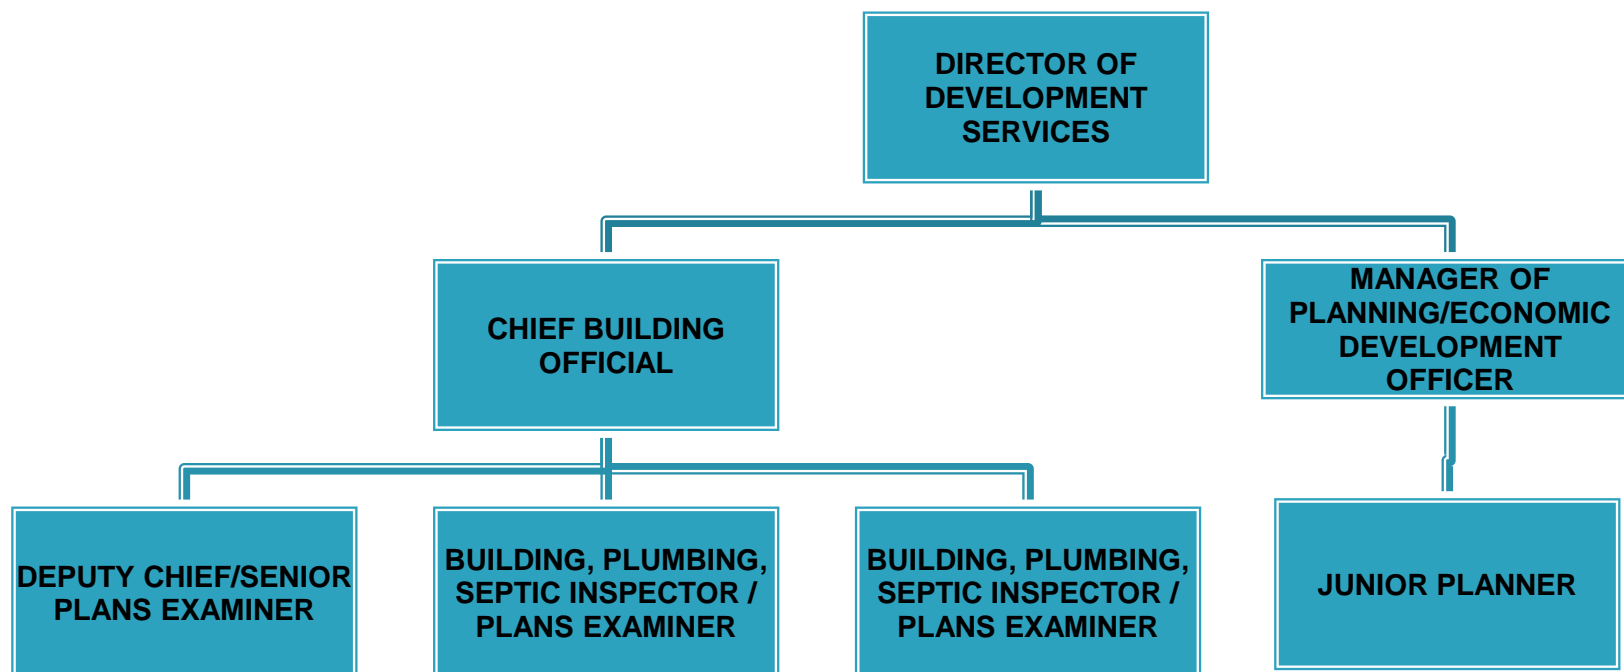 DIRECTOR OF
DEVELOPMENT
SERVICES
CHIEF BUILDING
OFFICIAL
MANAGER OF
PLANNING/ECONOMIC
DEVELOPMENT
OFFICER
DEPUTY CHIEF/SENIOR
PLANS EXAMINER
BUILDING, PLUMBING,
SEPTIC INSPECTOR /
PLANS EXAMINER
BUILDING, PLUMBING,
SEPTIC INSPECTOR /
PLANS EXAMINER
JUNIOR PLANNER